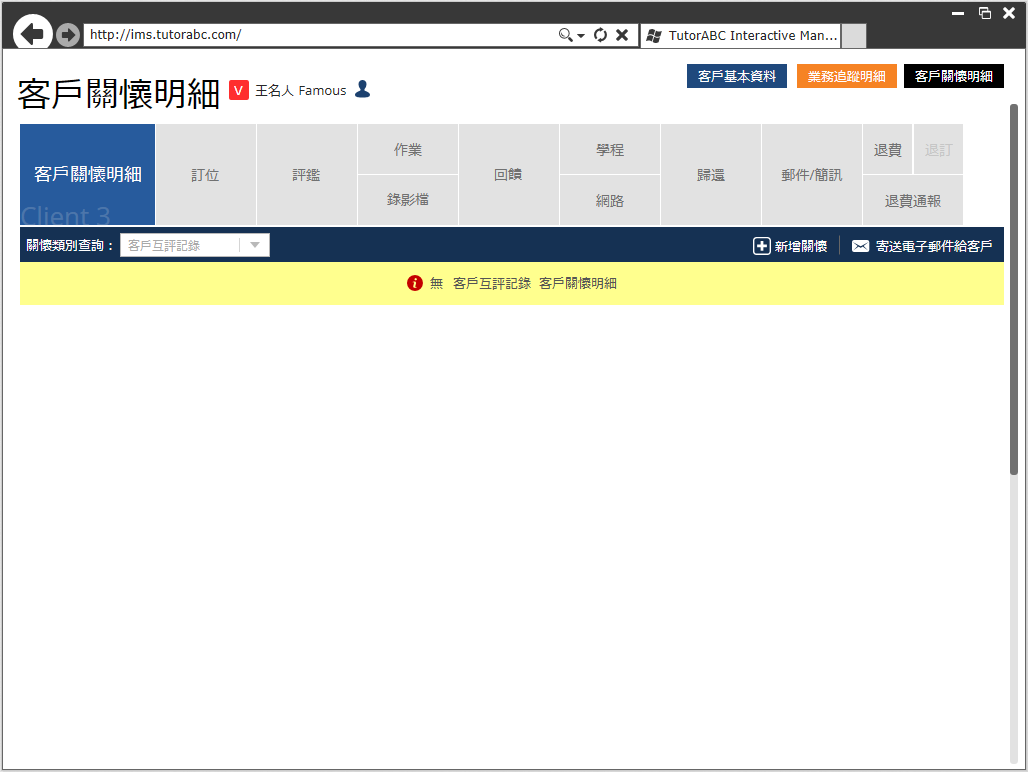 http://ims.tutorabc.com/
TutorABC Interactive Man...
客戶基本資料 業務追蹤明細 客戶關懷明細
客戶關懷明細 V 王名人 Famous
客戶關懷明細
Client 3
訂位
評鑑
作業
錄影檔
回饋
學程
網路
歸還
郵件/簡訊
退費
退訂
退費通報
關懷類別查詢： 客戶互評記錄
新增關懷
寄送電子郵件給客戶
無 客戶互評記錄 客戶關懷明細